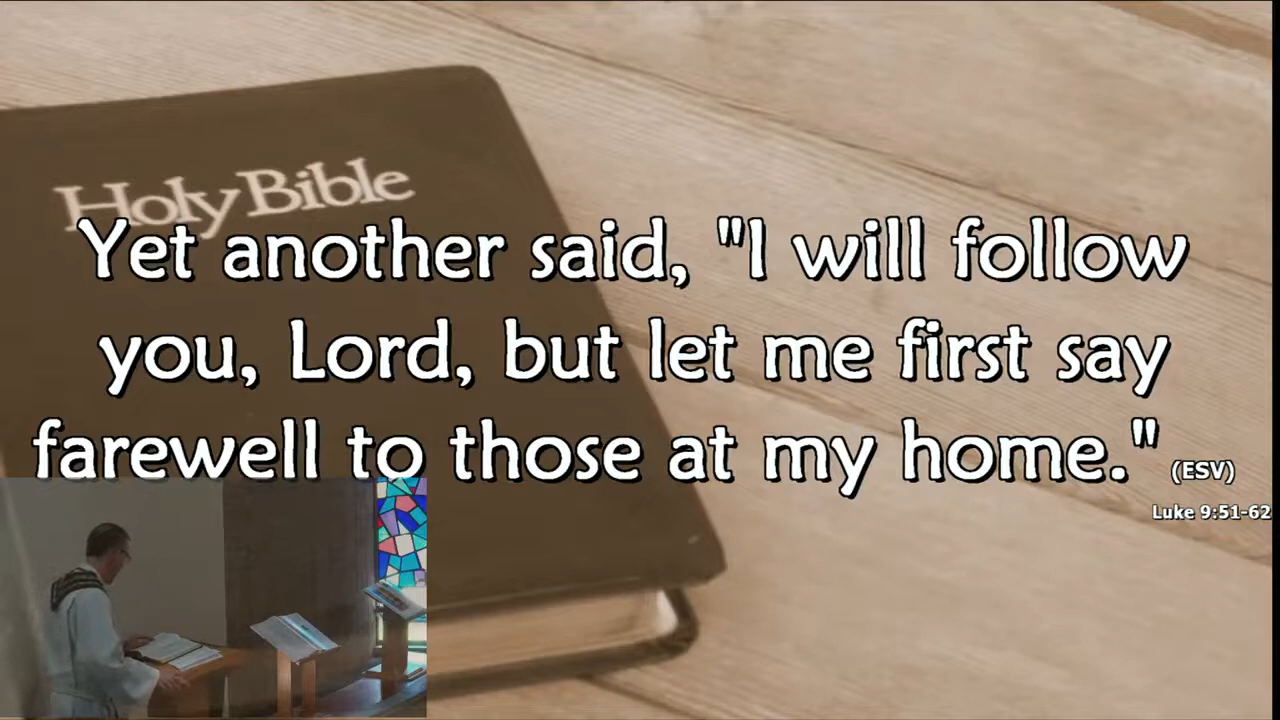 Holy Bible
Yet another said, "I will follow
you, Lord, but let me first say
farewell to those at my home."
(ESV)
Luke 9:51-62